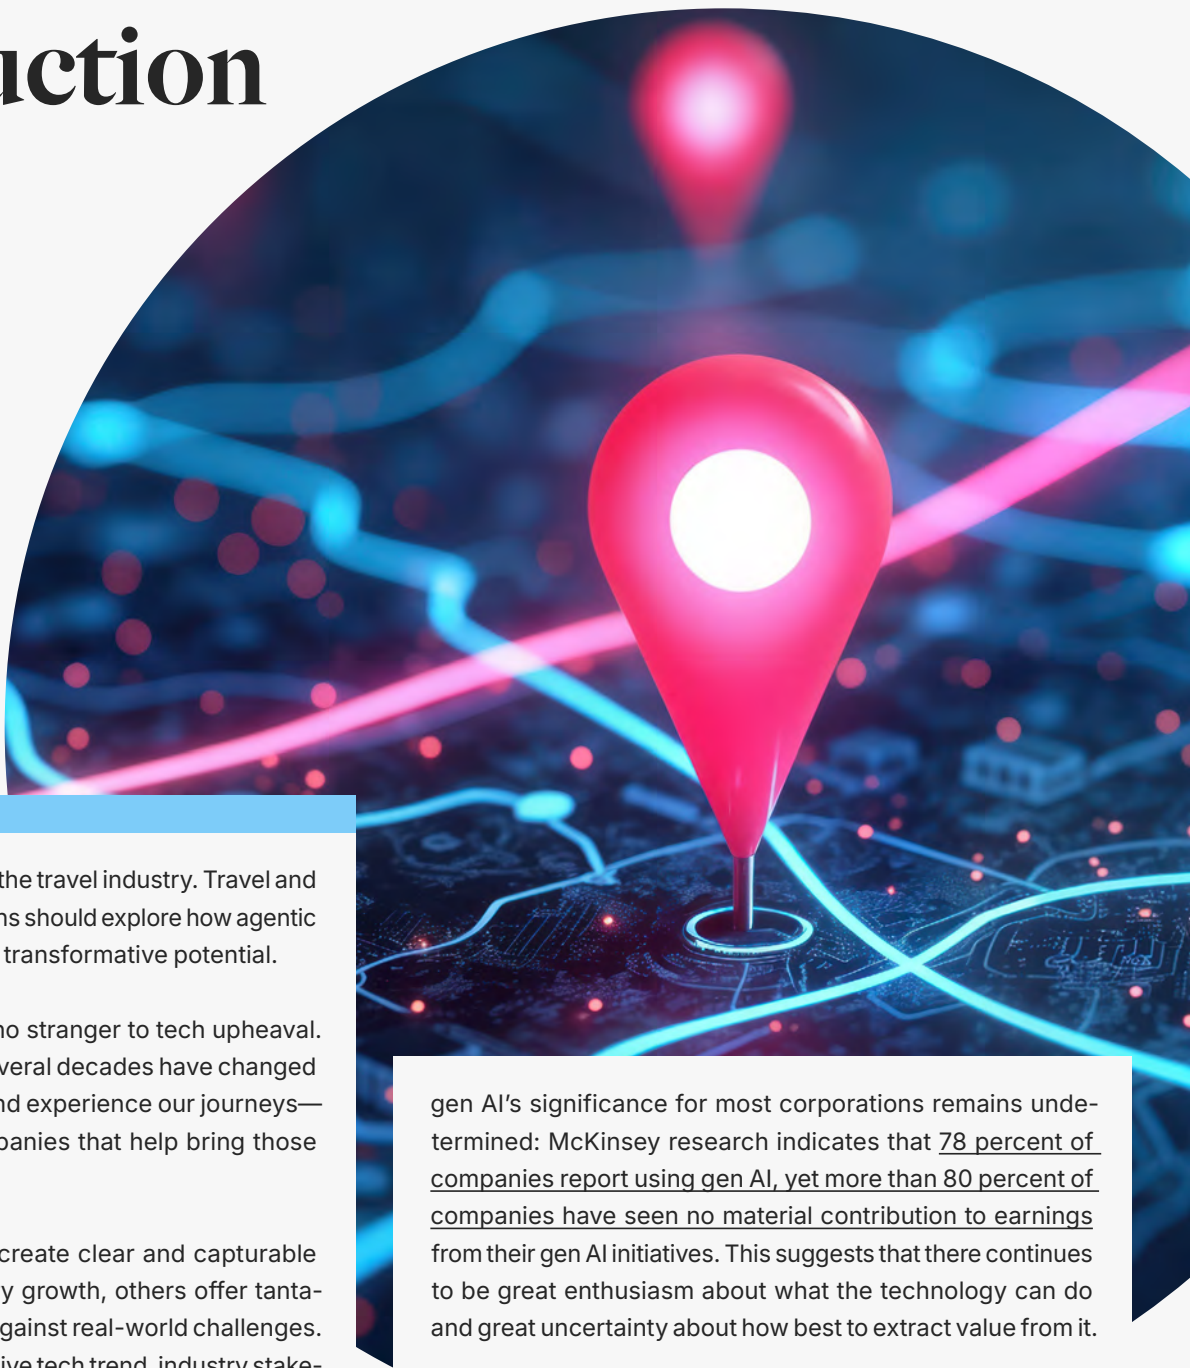 uction
the travel industry. Travel and
ns should explore how agentic
transformative potential.
no stranger to tech upheaval.
veral decades have changed
nd experience our journeys—
panies that help bring those
create clear and capturable
y growth, others offer tanta-
gainst real-world challenges.
ive tech trend, industry stake-
gen AI’s significance for most corporations remains unde-
termined: McKinsey research indicates that 78 percent of
companies report using gen AI, yet more than 80 percent of
companies have seen no material contribution to earnings
from their gen AI initiatives. This suggests that there continues
to be great enthusiasm about what the technology can do
and great uncertainty about how best to extract value from it.